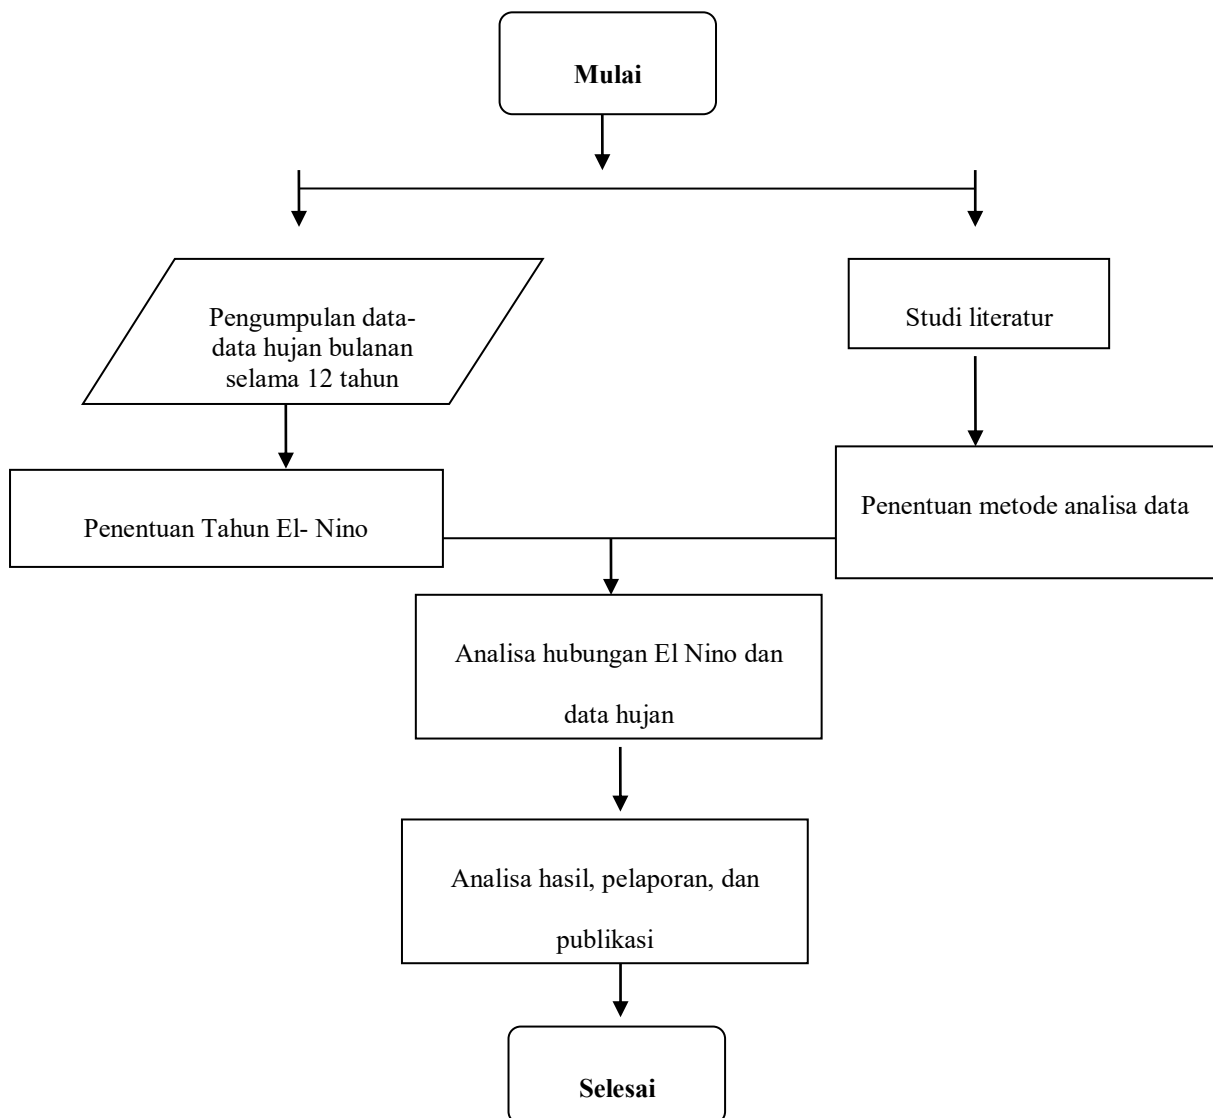 Mulai
Pengumpulan data-
data hujan bulanan
selama 12 tahun
Studi literatur
Penentuan Tahun El- Nino
Penentuan metode analisa data
Analisa hubungan El Nino dan
data hujan
Analisa hasil, pelaporan, dan
publikasi
Selesai